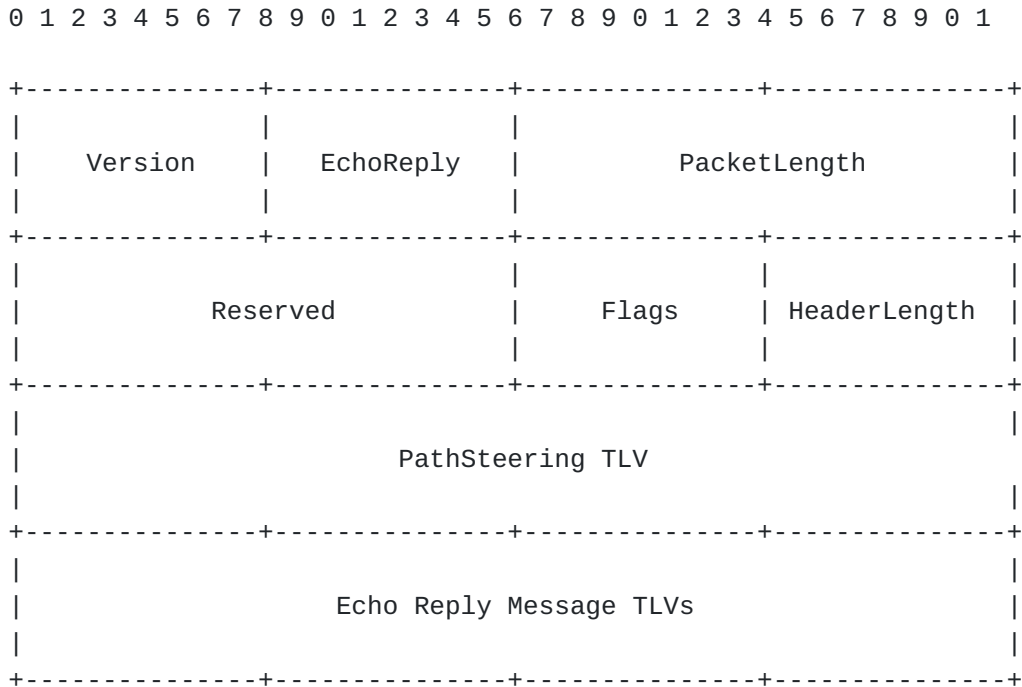 0 1 2 3 4 5 6 7 8 9 0 1 2 3 4 5 6 7 8 9 0 1 2 3 4 5 6 7 8 9 0 1
Version EchoReply PacketLength
Reserved Flags HeaderLength
PathSteering TLV
Echo Reply Message TLVs